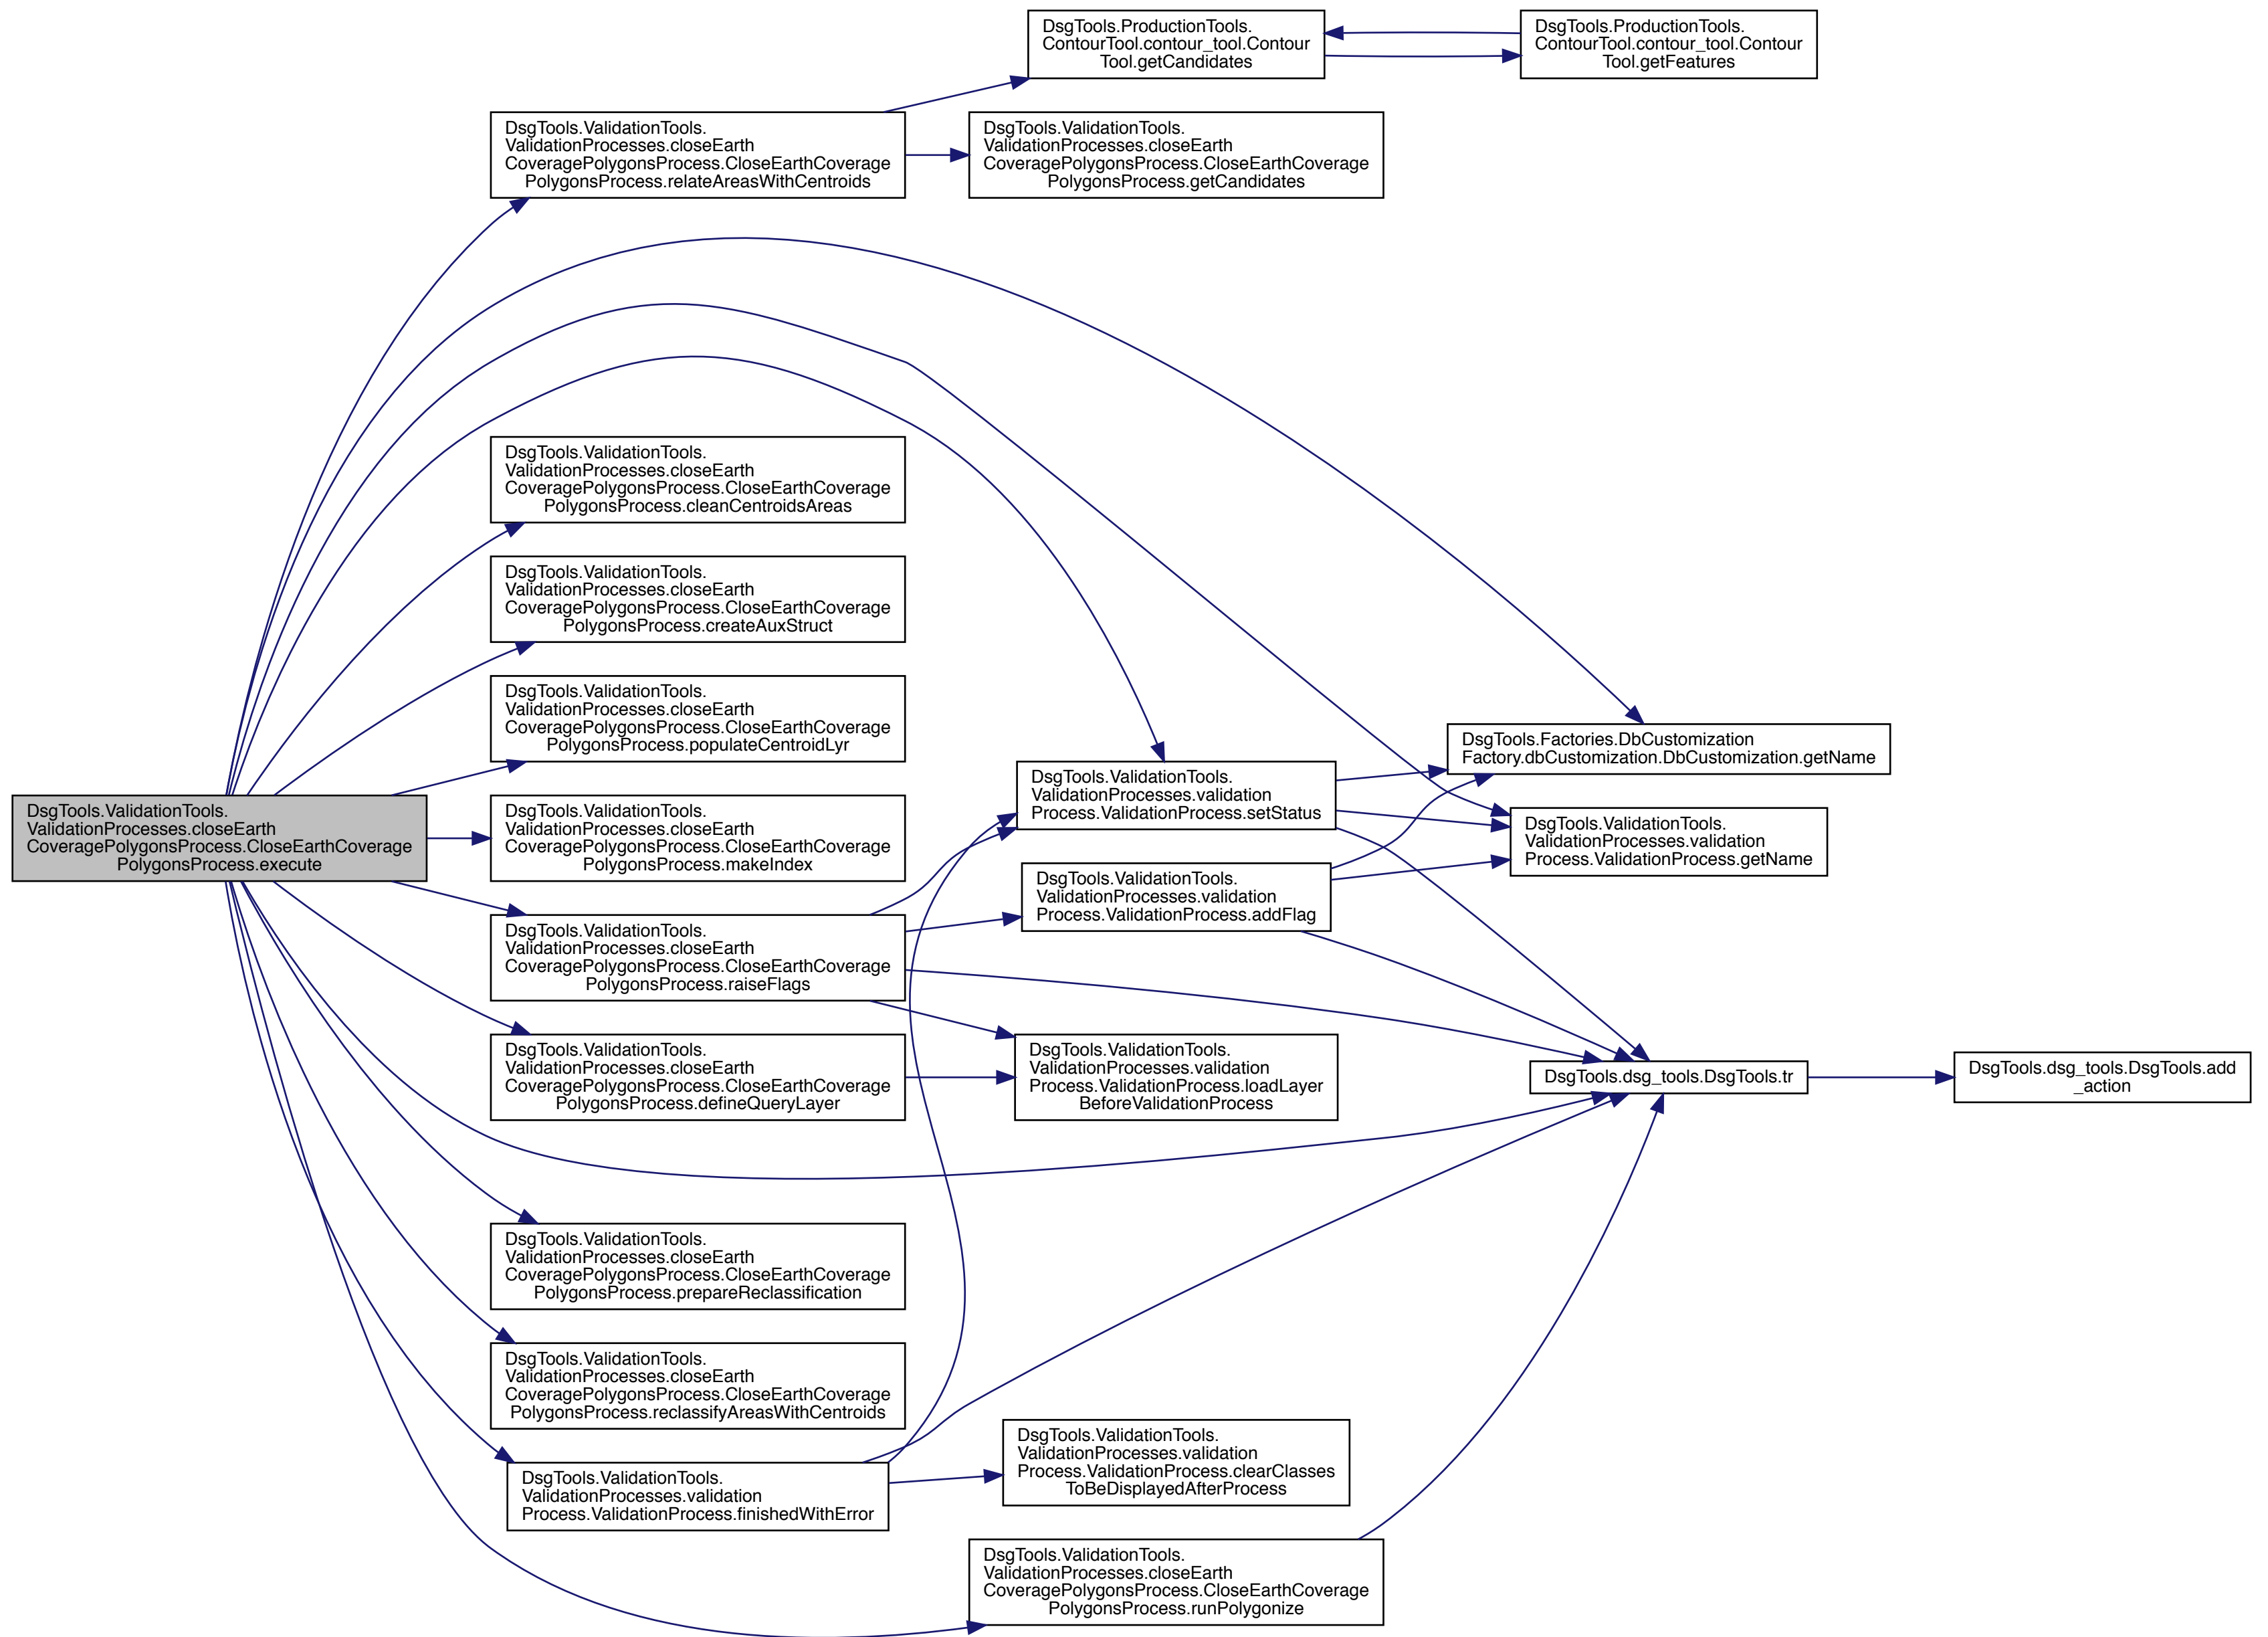 DsgTools.ProductionTools.
ContourTool.contour_tool.Contour
Tool.getCandidates
DsgTools.ProductionTools.
ContourTool.contour_tool.Contour
Tool.getFeatures
DsgTools.ValidationTools.
ValidationProcesses.closeEarth
CoveragePolygonsProcess.CloseEarthCoverage
PolygonsProcess.relateAreasWithCentroids
DsgTools.ValidationTools.
ValidationProcesses.closeEarth
CoveragePolygonsProcess.CloseEarthCoverage
PolygonsProcess.getCandidates
DsgTools.ValidationTools.
ValidationProcesses.closeEarth
CoveragePolygonsProcess.CloseEarthCoverage
PolygonsProcess.cleanCentroidsAreas
DsgTools.ValidationTools.
ValidationProcesses.closeEarth
CoveragePolygonsProcess.CloseEarthCoverage
PolygonsProcess.createAuxStruct
DsgTools.ValidationTools.
ValidationProcesses.closeEarth
CoveragePolygonsProcess.CloseEarthCoverage
PolygonsProcess.populateCentroidLyr
DsgTools.Factories.DbCustomization
Factory.dbCustomization.DbCustomization.getName
DsgTools.ValidationTools.
ValidationProcesses.validation
Process.ValidationProcess.setStatus
DsgTools.ValidationTools.
ValidationProcesses.closeEarth
CoveragePolygonsProcess.CloseEarthCoverage
PolygonsProcess.execute
DsgTools.ValidationTools.
ValidationProcesses.closeEarth
CoveragePolygonsProcess.CloseEarthCoverage
PolygonsProcess.makeIndex
DsgTools.ValidationTools.
ValidationProcesses.validation
Process.ValidationProcess.getName
DsgTools.ValidationTools.
ValidationProcesses.validation
Process.ValidationProcess.addFlag
DsgTools.ValidationTools.
ValidationProcesses.closeEarth
CoveragePolygonsProcess.CloseEarthCoverage
PolygonsProcess.raiseFlags
DsgTools.ValidationTools.
ValidationProcesses.closeEarth
CoveragePolygonsProcess.CloseEarthCoverage
PolygonsProcess.defineQueryLayer
DsgTools.ValidationTools.
ValidationProcesses.validation
Process.ValidationProcess.loadLayer
BeforeValidationProcess
DsgTools.dsg_tools.DsgTools.tr
DsgTools.dsg_tools.DsgTools.add
_action
DsgTools.ValidationTools.
ValidationProcesses.closeEarth
CoveragePolygonsProcess.CloseEarthCoverage
PolygonsProcess.prepareReclassification
DsgTools.ValidationTools.
ValidationProcesses.closeEarth
CoveragePolygonsProcess.CloseEarthCoverage
PolygonsProcess.reclassifyAreasWithCentroids
DsgTools.ValidationTools.
ValidationProcesses.validation
Process.ValidationProcess.clearClasses
ToBeDisplayedAfterProcess
DsgTools.ValidationTools.
ValidationProcesses.validation
Process.ValidationProcess.finishedWithError
DsgTools.ValidationTools.
ValidationProcesses.closeEarth
CoveragePolygonsProcess.CloseEarthCoverage
PolygonsProcess.runPolygonize